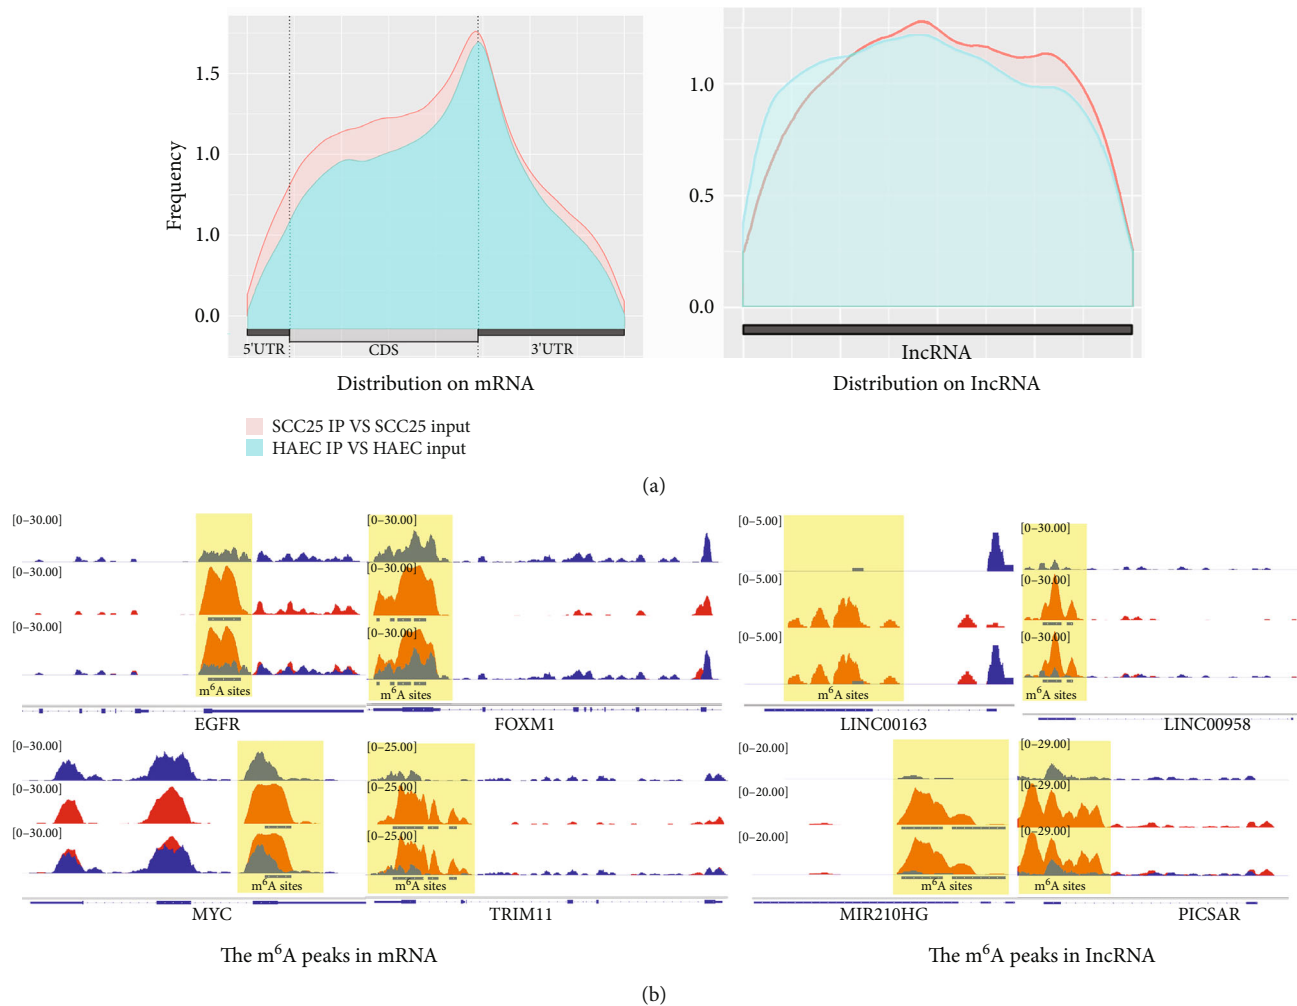 1.5
1.0
1.0
0.0
Frequency
5'UTR
CDS
3'UTR
Distribution on mRNA
1.0
0.5
0.0
IncRNA
Distribution on IncRNA
SCC25 IP VS SCC25 input
HAEC IP VS HAEC input
(a)
[0–30.00]
[0–30.00]
[0–30.00]
m⁶A sites
EGFR
[0–30.00]
[0–30.00]
[0–30.00]
m⁶A sites
FOXM1
[0–5.00]
[0–5.00]
[0–5.00]
m⁶A sites
LINC00163
[0–30.00]
[0–30.00]
[0–30.00]
m⁶A sites
LINC00958
[0–30.00]
[0–30.00]
[0–30.00]
m⁶A sites
MYC
[0–25.00]
[0–25.00]
[0–25.00]
m⁶A sites
TRIM11
[0–20.00]
[0–20.00]
[0–20.00]
m⁶A sites
MIR210HG
[0–29.00]
[0–29.00]
[0–29.00]
m⁶A sites
PICSAR
The m⁶A peaks in mRNA
The m⁶A peaks in IncRNA
(b)